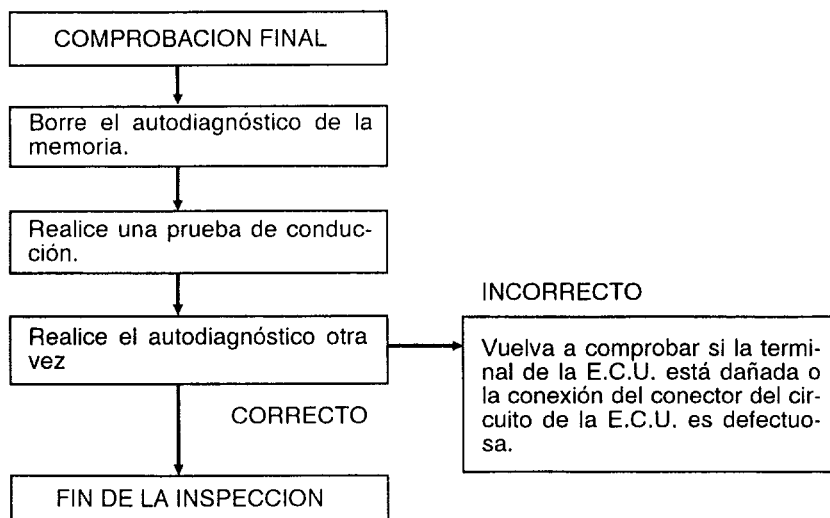 COMPROBACION FINAL
Borre el autodiagnóstico de la
memoria.
Realice una prueba de conduc-
ción.
Realice el autodiagnóstico otra
vez
CORRECTO
INCORRECTO
Vuelva a comprobar si la termi-
nal de la E.C.U. está dañada o
la conexión del conector del cir-
cuito de la E.C.U. es defectuo-
sa.
FIN DE LA INSPECCION